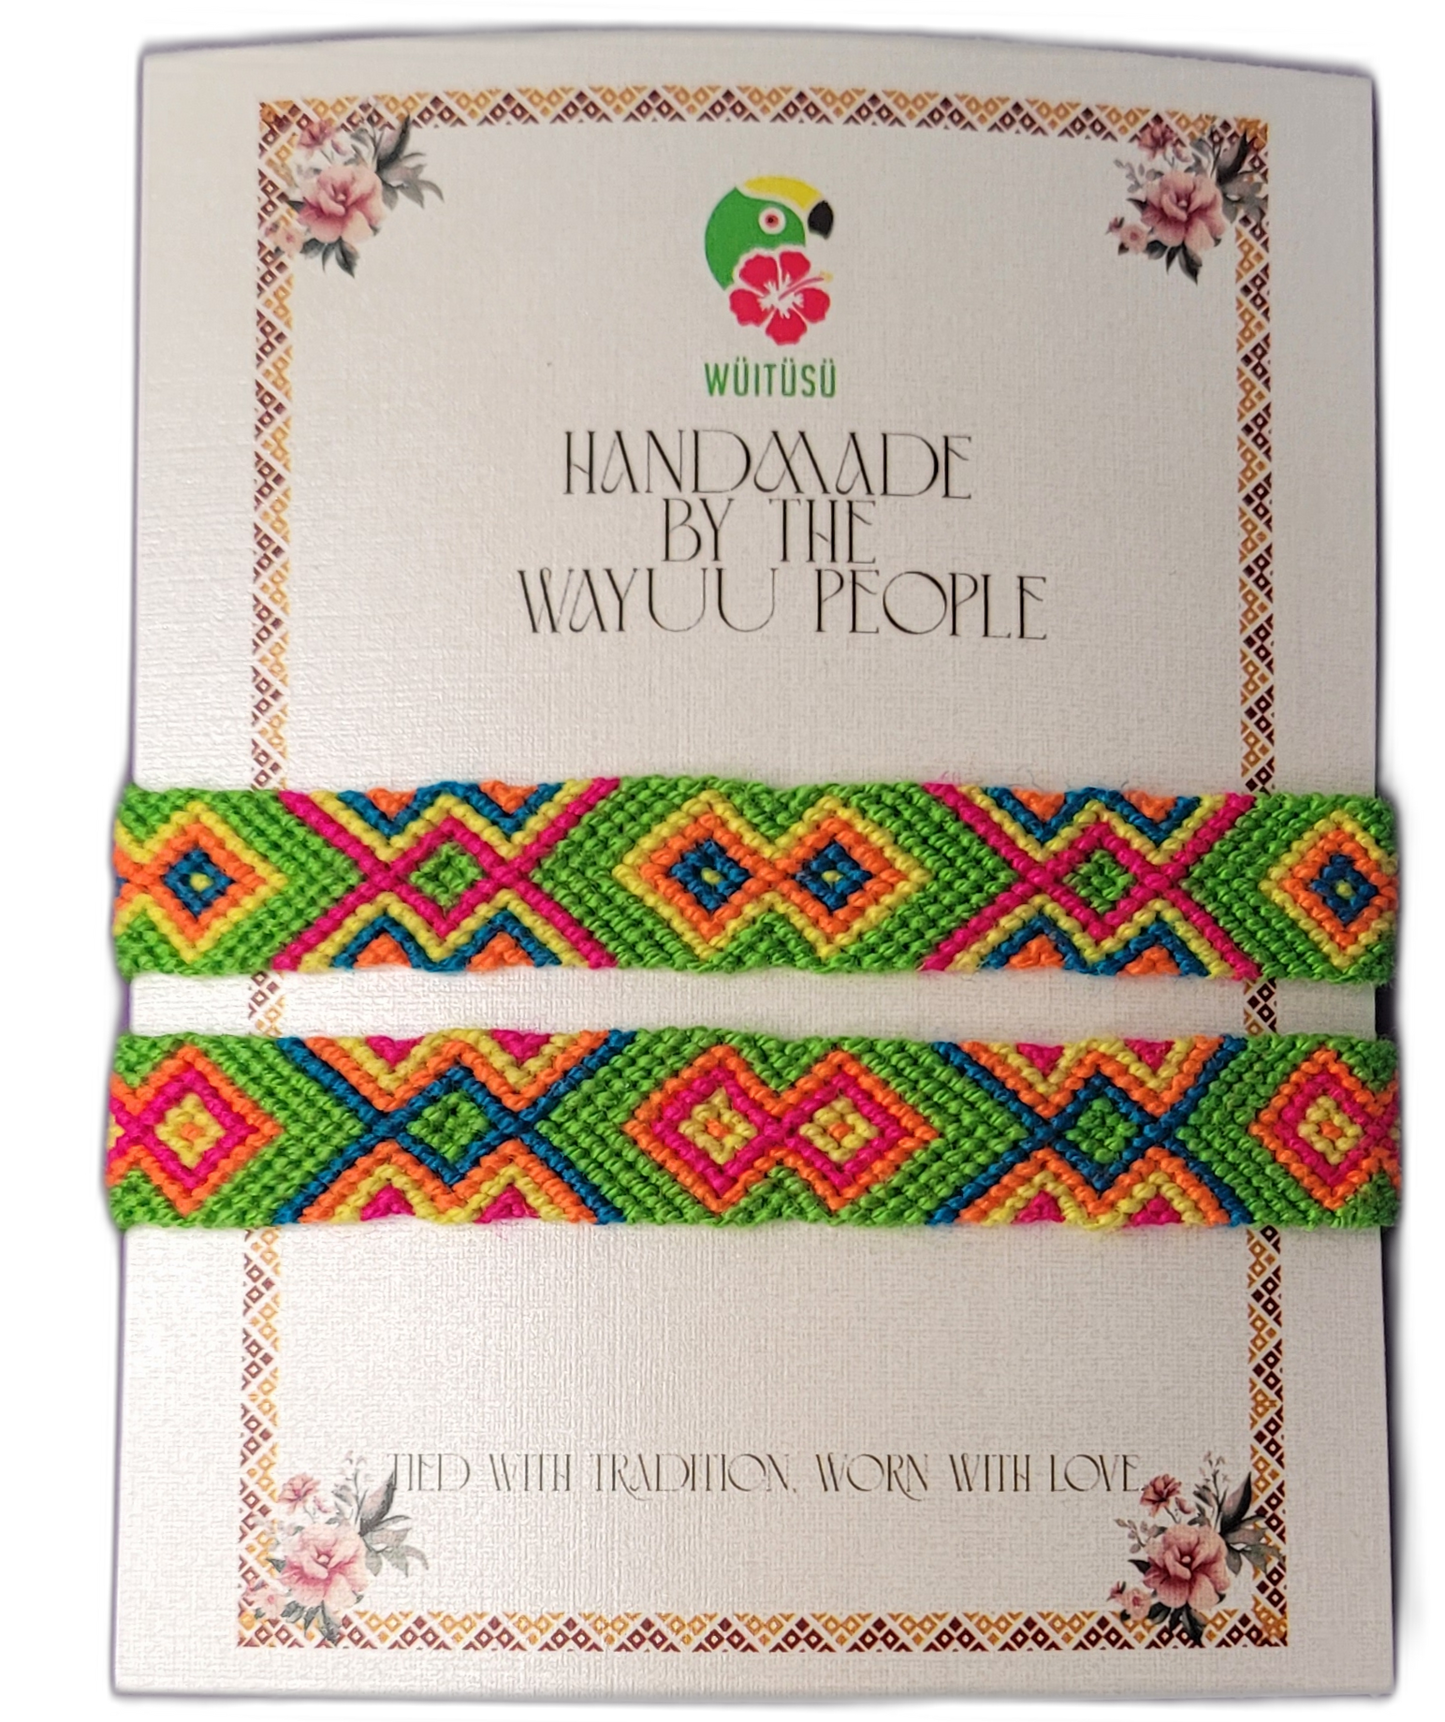 WÜITÜSÜ
HANDMADE
BY THE
WAYUU PEOPLE
TIED WITH TRADITION, WORN WITH LOVE.